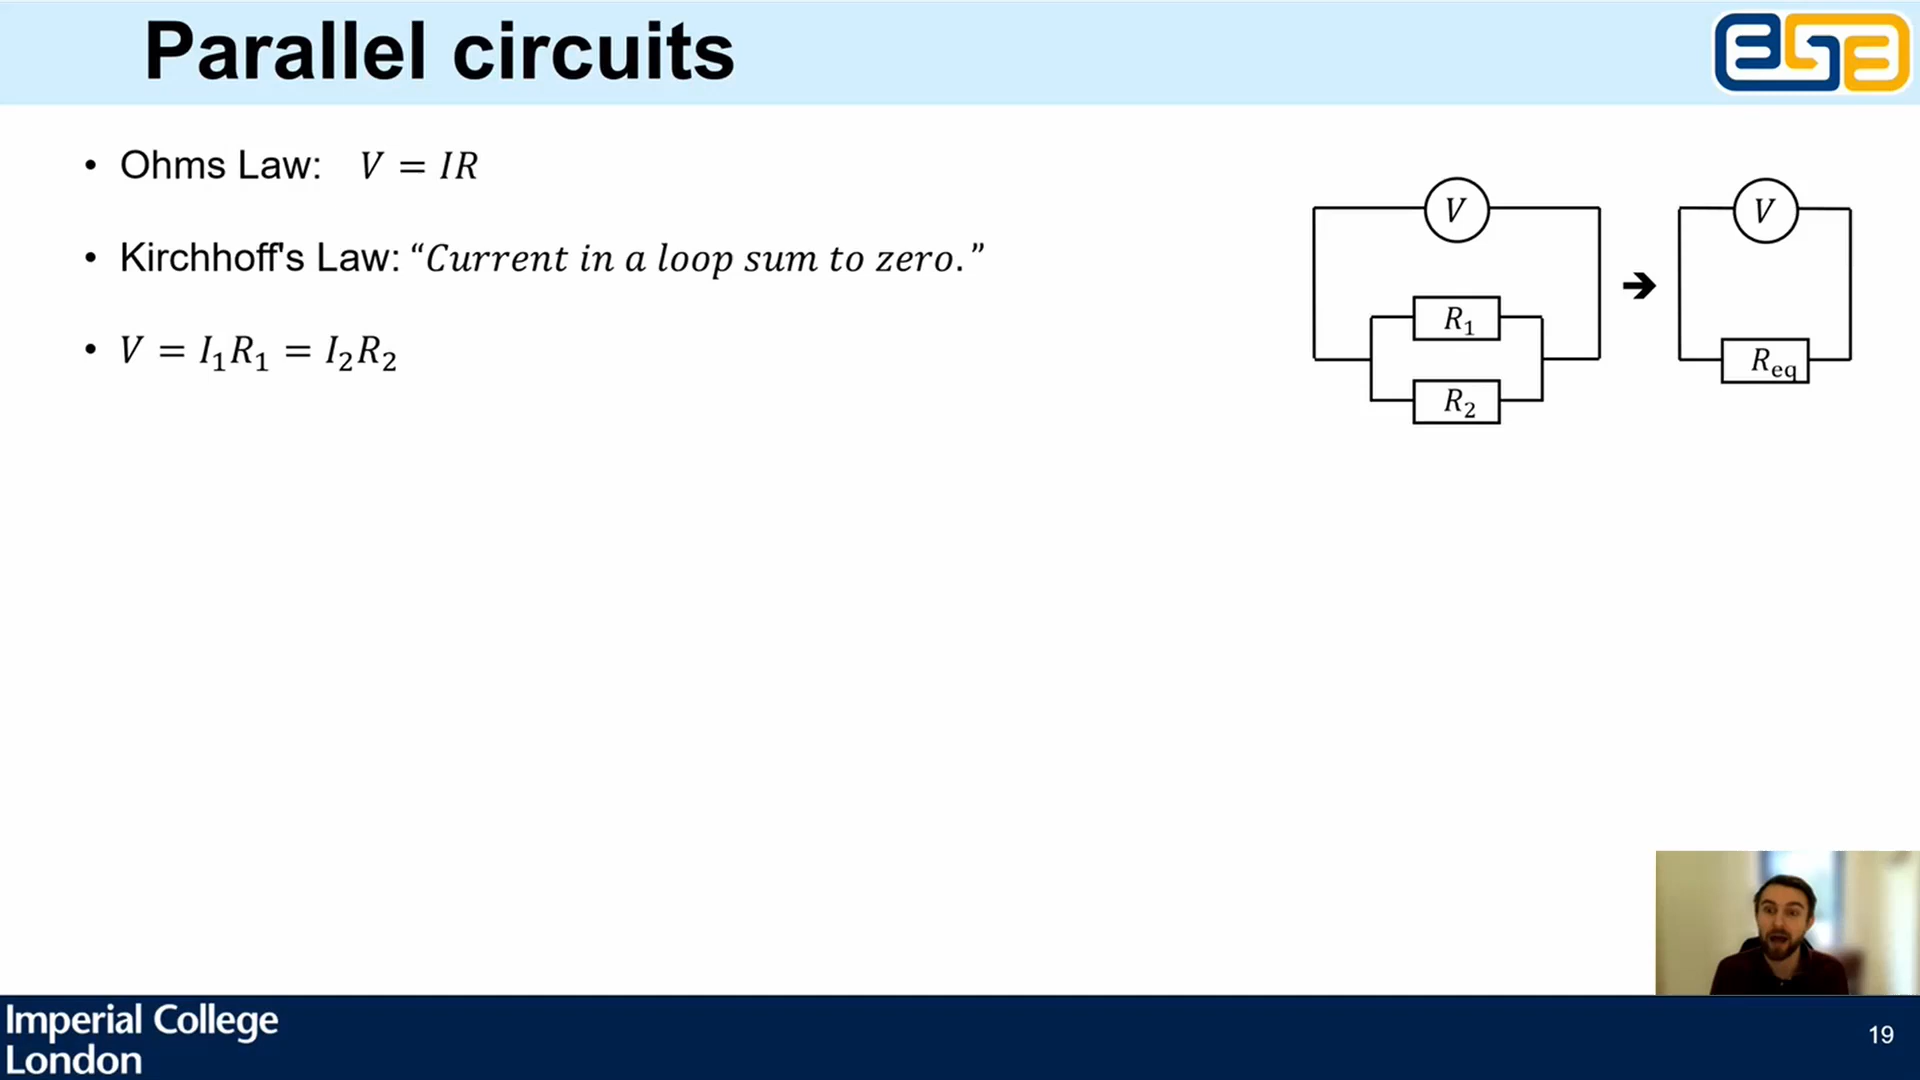 Parallel circuits
EGE
• Ohms Law: V = IR
• Kirchhoff's Law: “Current in a loop sum to zero.”
• V = I₁R₁ = I₂R₂
V
R₁
R₂
➔
V
R_eq
Imperial College
London
19